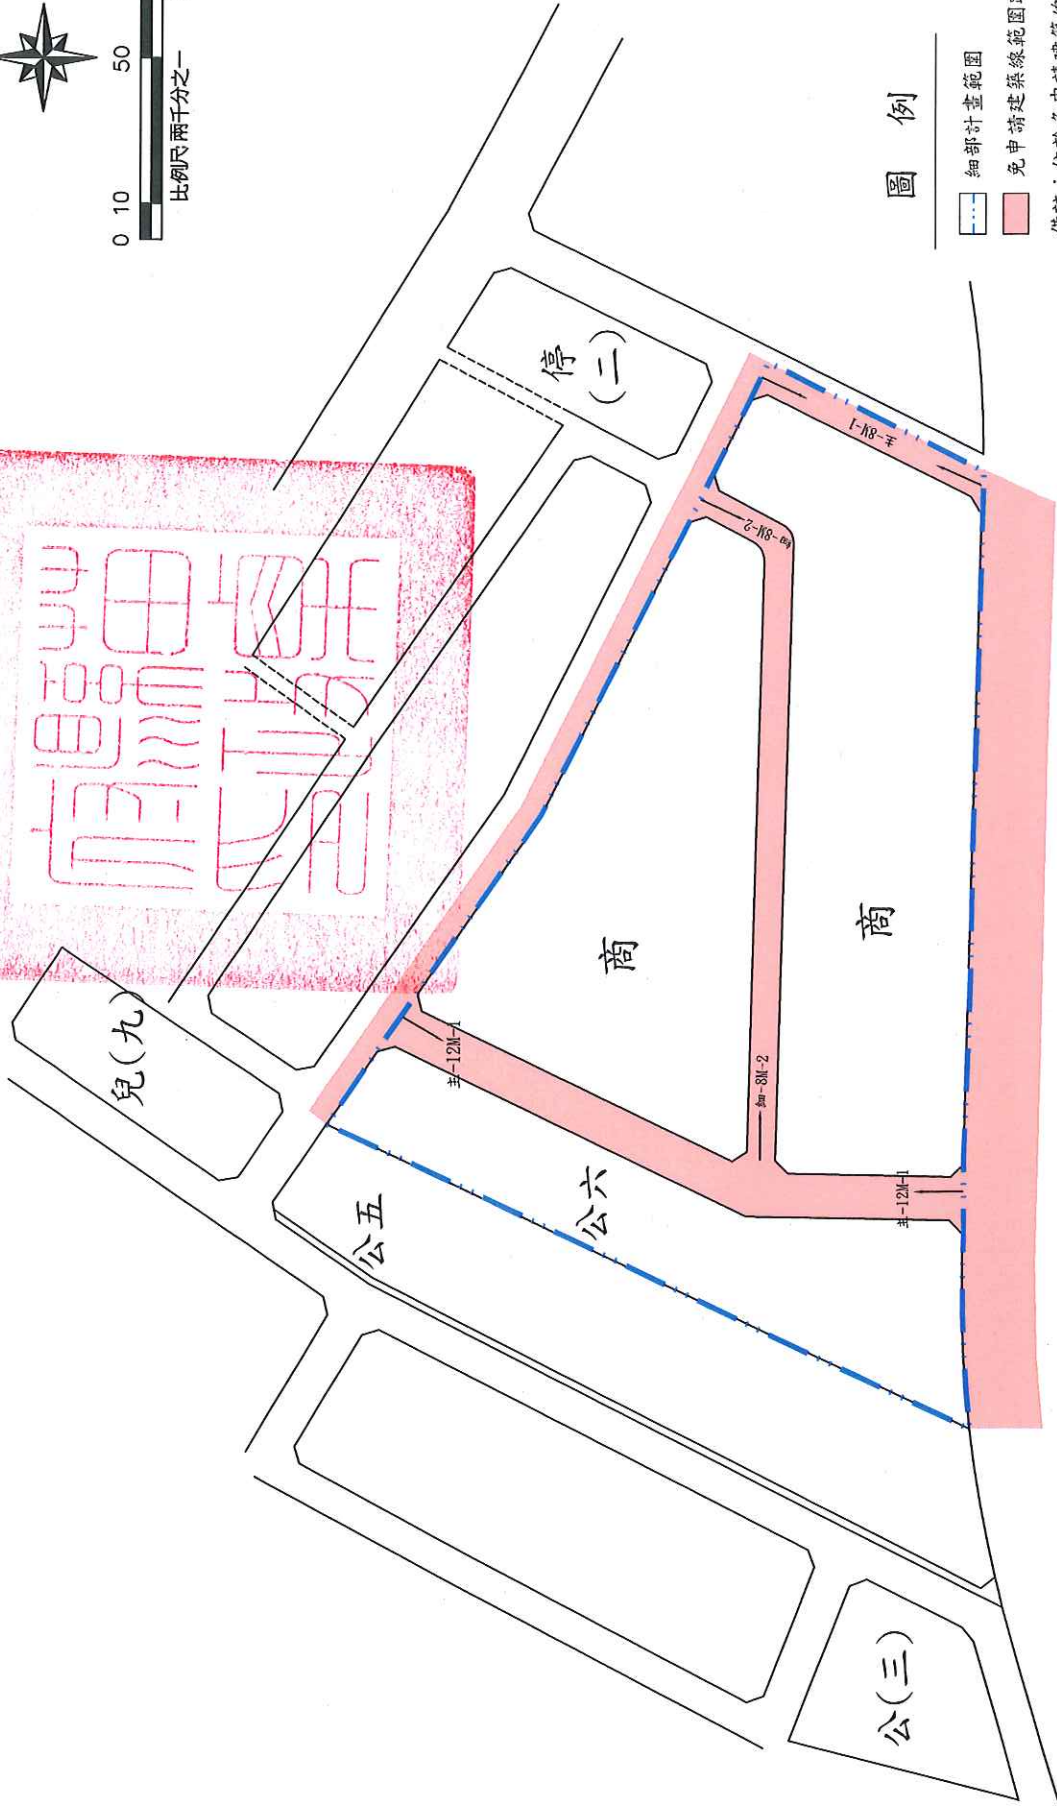 0 10 50
比例尺 兩千分之一
圖 例
細部計畫範圍
免申請建築線範圍
兒(九)
停(二)
公五
公六
公(三)
商
商
主-12M-1
主-12M-1
細-8M-2
細-8M-2
主-8M-1